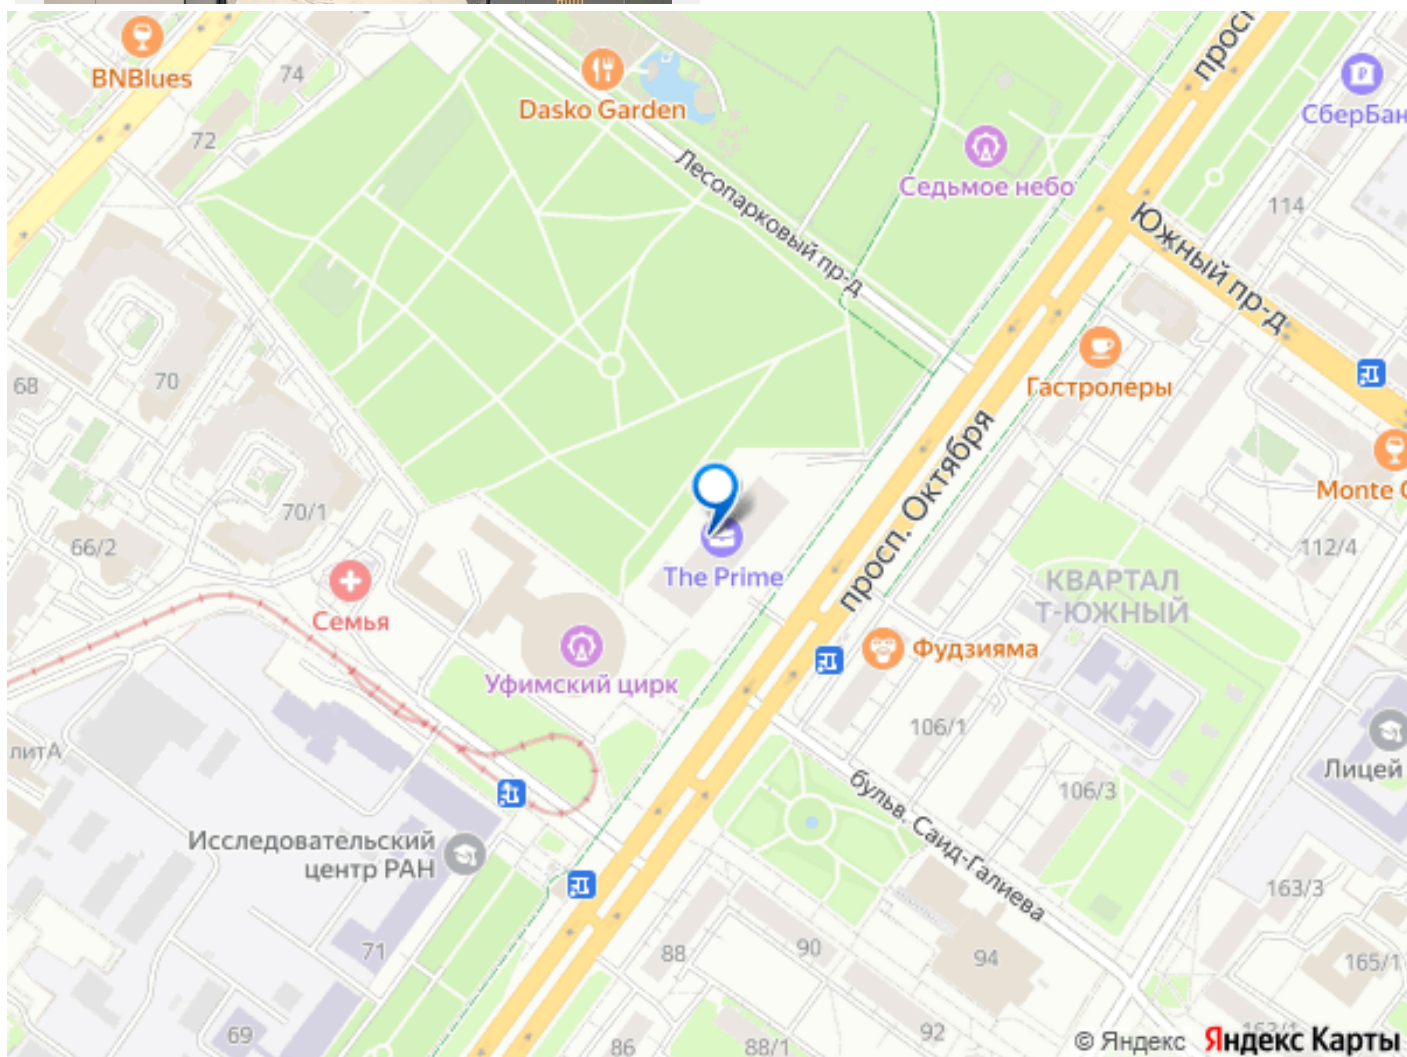 BNBlues
74
72
Dasko Garden
просп
СберБан
Седьмое небо
Лесопарковый пр-д
114
Южный пр-д
68
70
Гастролеры
Monte
70/1
66/2
The Prime
просп. Октября
112/4
КВАРТАЛ
Т-ЮЖНЫЙ
Семья
Фудзияма
Уфимский цирк
106/1
литА
Лицей
106/3
бульв. Саид-Галиева
Исследовательский
центр РАН
163/3
71
88
90
94
165/1
69
86
88/1
92
© Яндекс Яндекс Карты